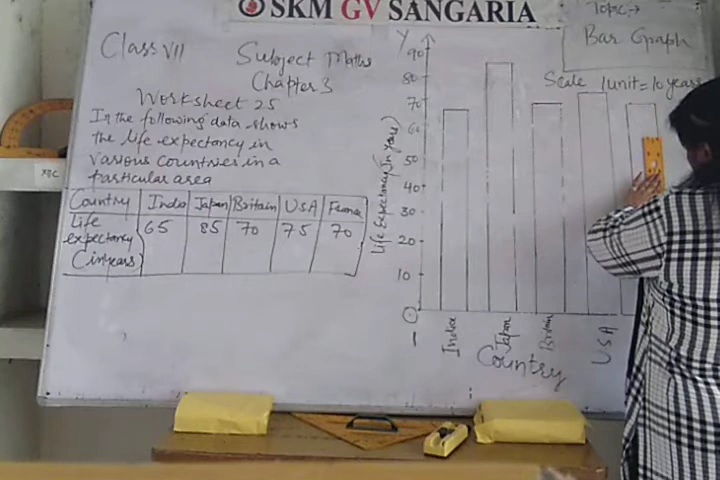 SKM GV SANGARIA
Class VII
Subject Maths
Chapter 3
Worksheet 25
In the following data shows
the life expectancy in
various countries in a
particular area
Country India Japan Britain USA France
Life expectancy (in years) 65 85 70 75 70
Topic →
Bar Graph
Scale 1 unit = 10 years
Y
90
80
70
60
50
40
30
20
10
0
Life Expectancy (in years)
India
Japan
Britain
USA
Country